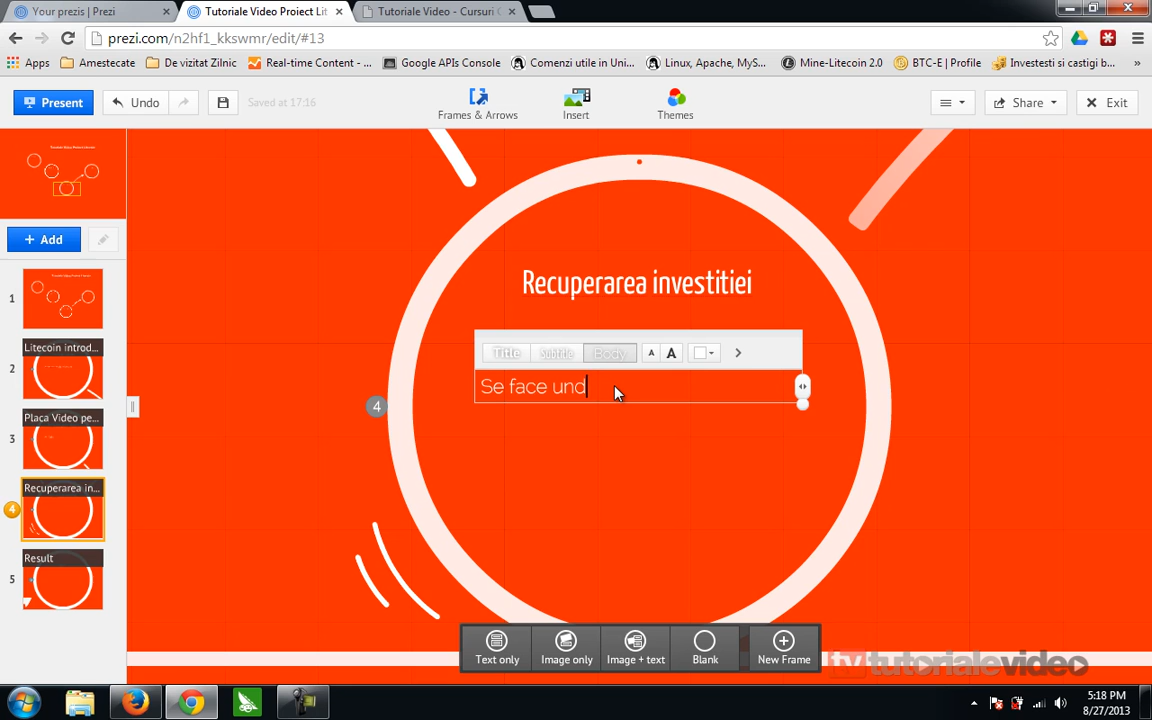 Your prezis | Prezi
Tutoriale Video Proiect Lit
Tutoriale Video - Cursuri C
prezi.com/n2hf1_kkswmr/edit/#13
Apps
Amestecate
De vizitat Zilnic
Real-time Content - ...
Google APIs Console
Comenzi utile in Uni...
Linux, Apache, MyS...
Mine-Litecoin 2.0
BTC-E | Profile
Investesti si castigi b...
»
Present
Undo
Saved at 17:16
Frames & Arrows
Insert
Themes
Share
Exit
Add
1
Litecoin introd...
2
Placa Video pe...
3
Recuperarea in...
4
Result
5
4
Recuperarea investitiei
Title
Subtitle
Body
A
A
Se face und
Text only
Image only
Image + text
Blank
New Frame
tv tutorialevideo
5:18 PM
8/27/2013